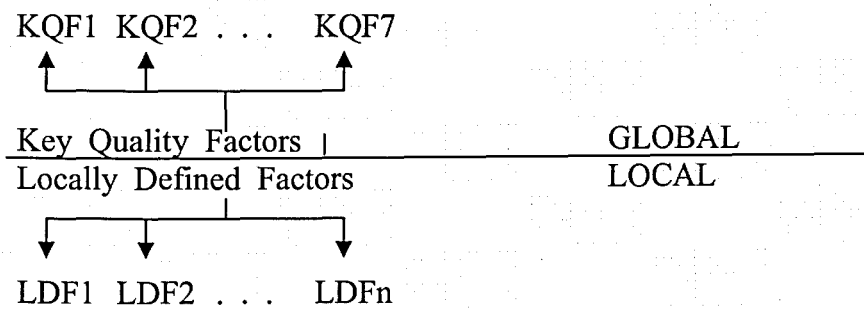 KQF1 KQF2 . . . KQF7
Key Quality Factors GLOBAL
Locally Defined Factors LOCAL
LDF1 LDF2 . . . LDFn